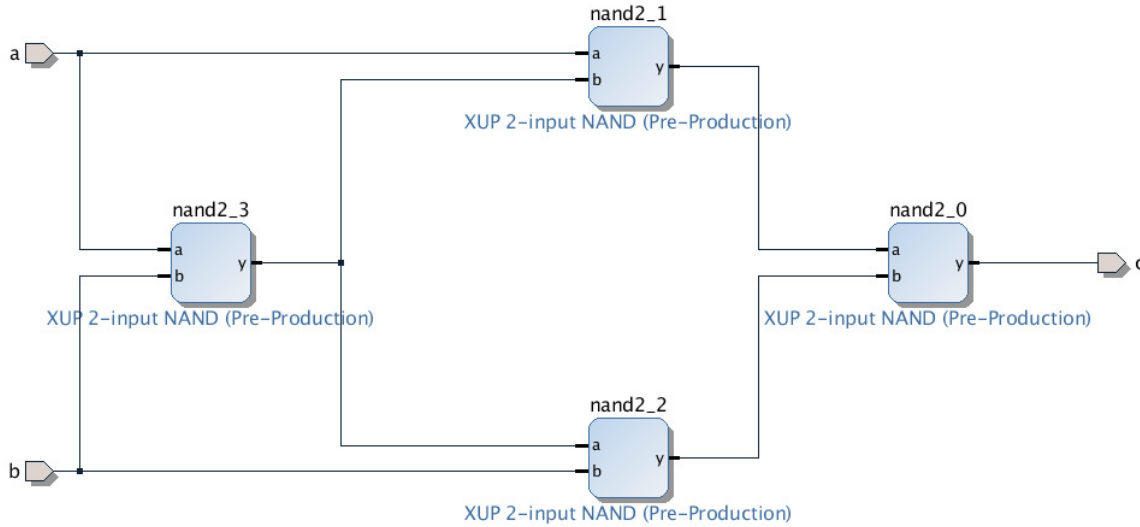 nand2_1
a
a
b
y
XUP 2-input NAND (Pre-Production)
nand2_3
a
b
y
XUP 2-input NAND (Pre-Production)
nand2_0
a
b
y
XUP 2-input NAND (Pre-Production)
nand2_2
a
b
y
b
XUP 2-input NAND (Pre-Production)